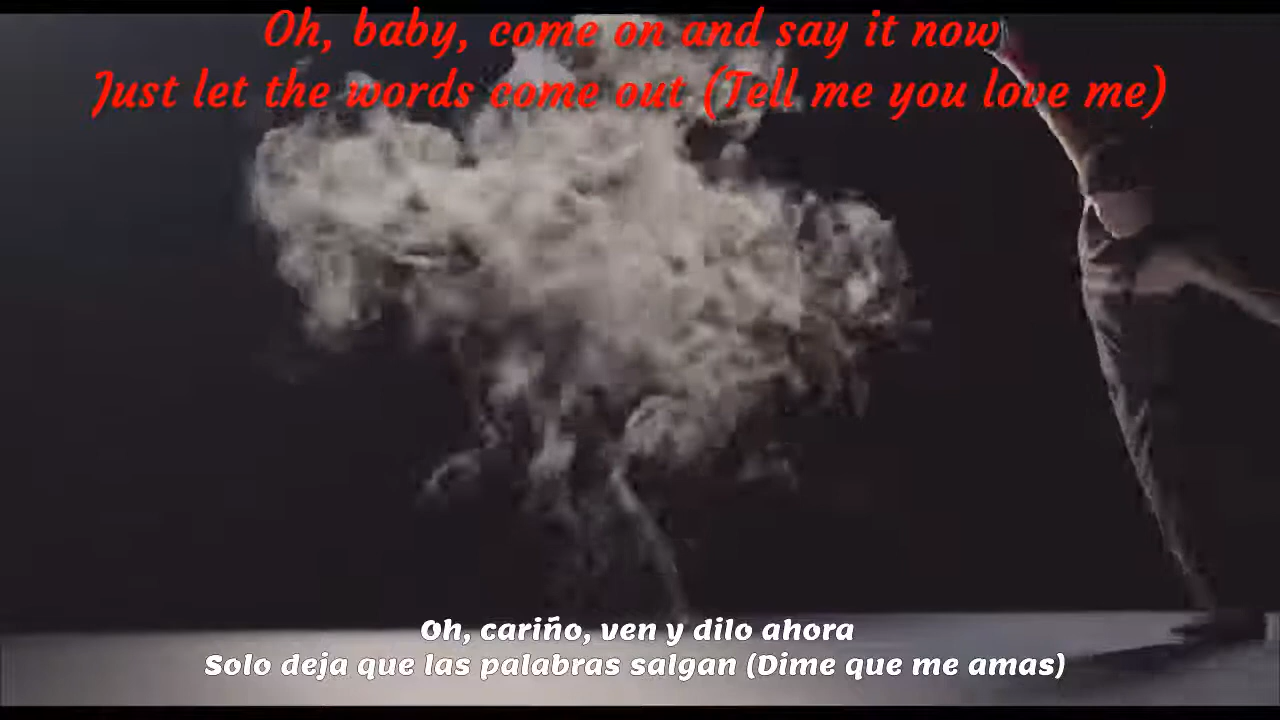 Oh, baby, come on and say it now
Just let the words come out (Tell me you love me)
Oh, cariño, ven y dilo ahora
Solo deja que las palabras salgan (Dime que me amas)